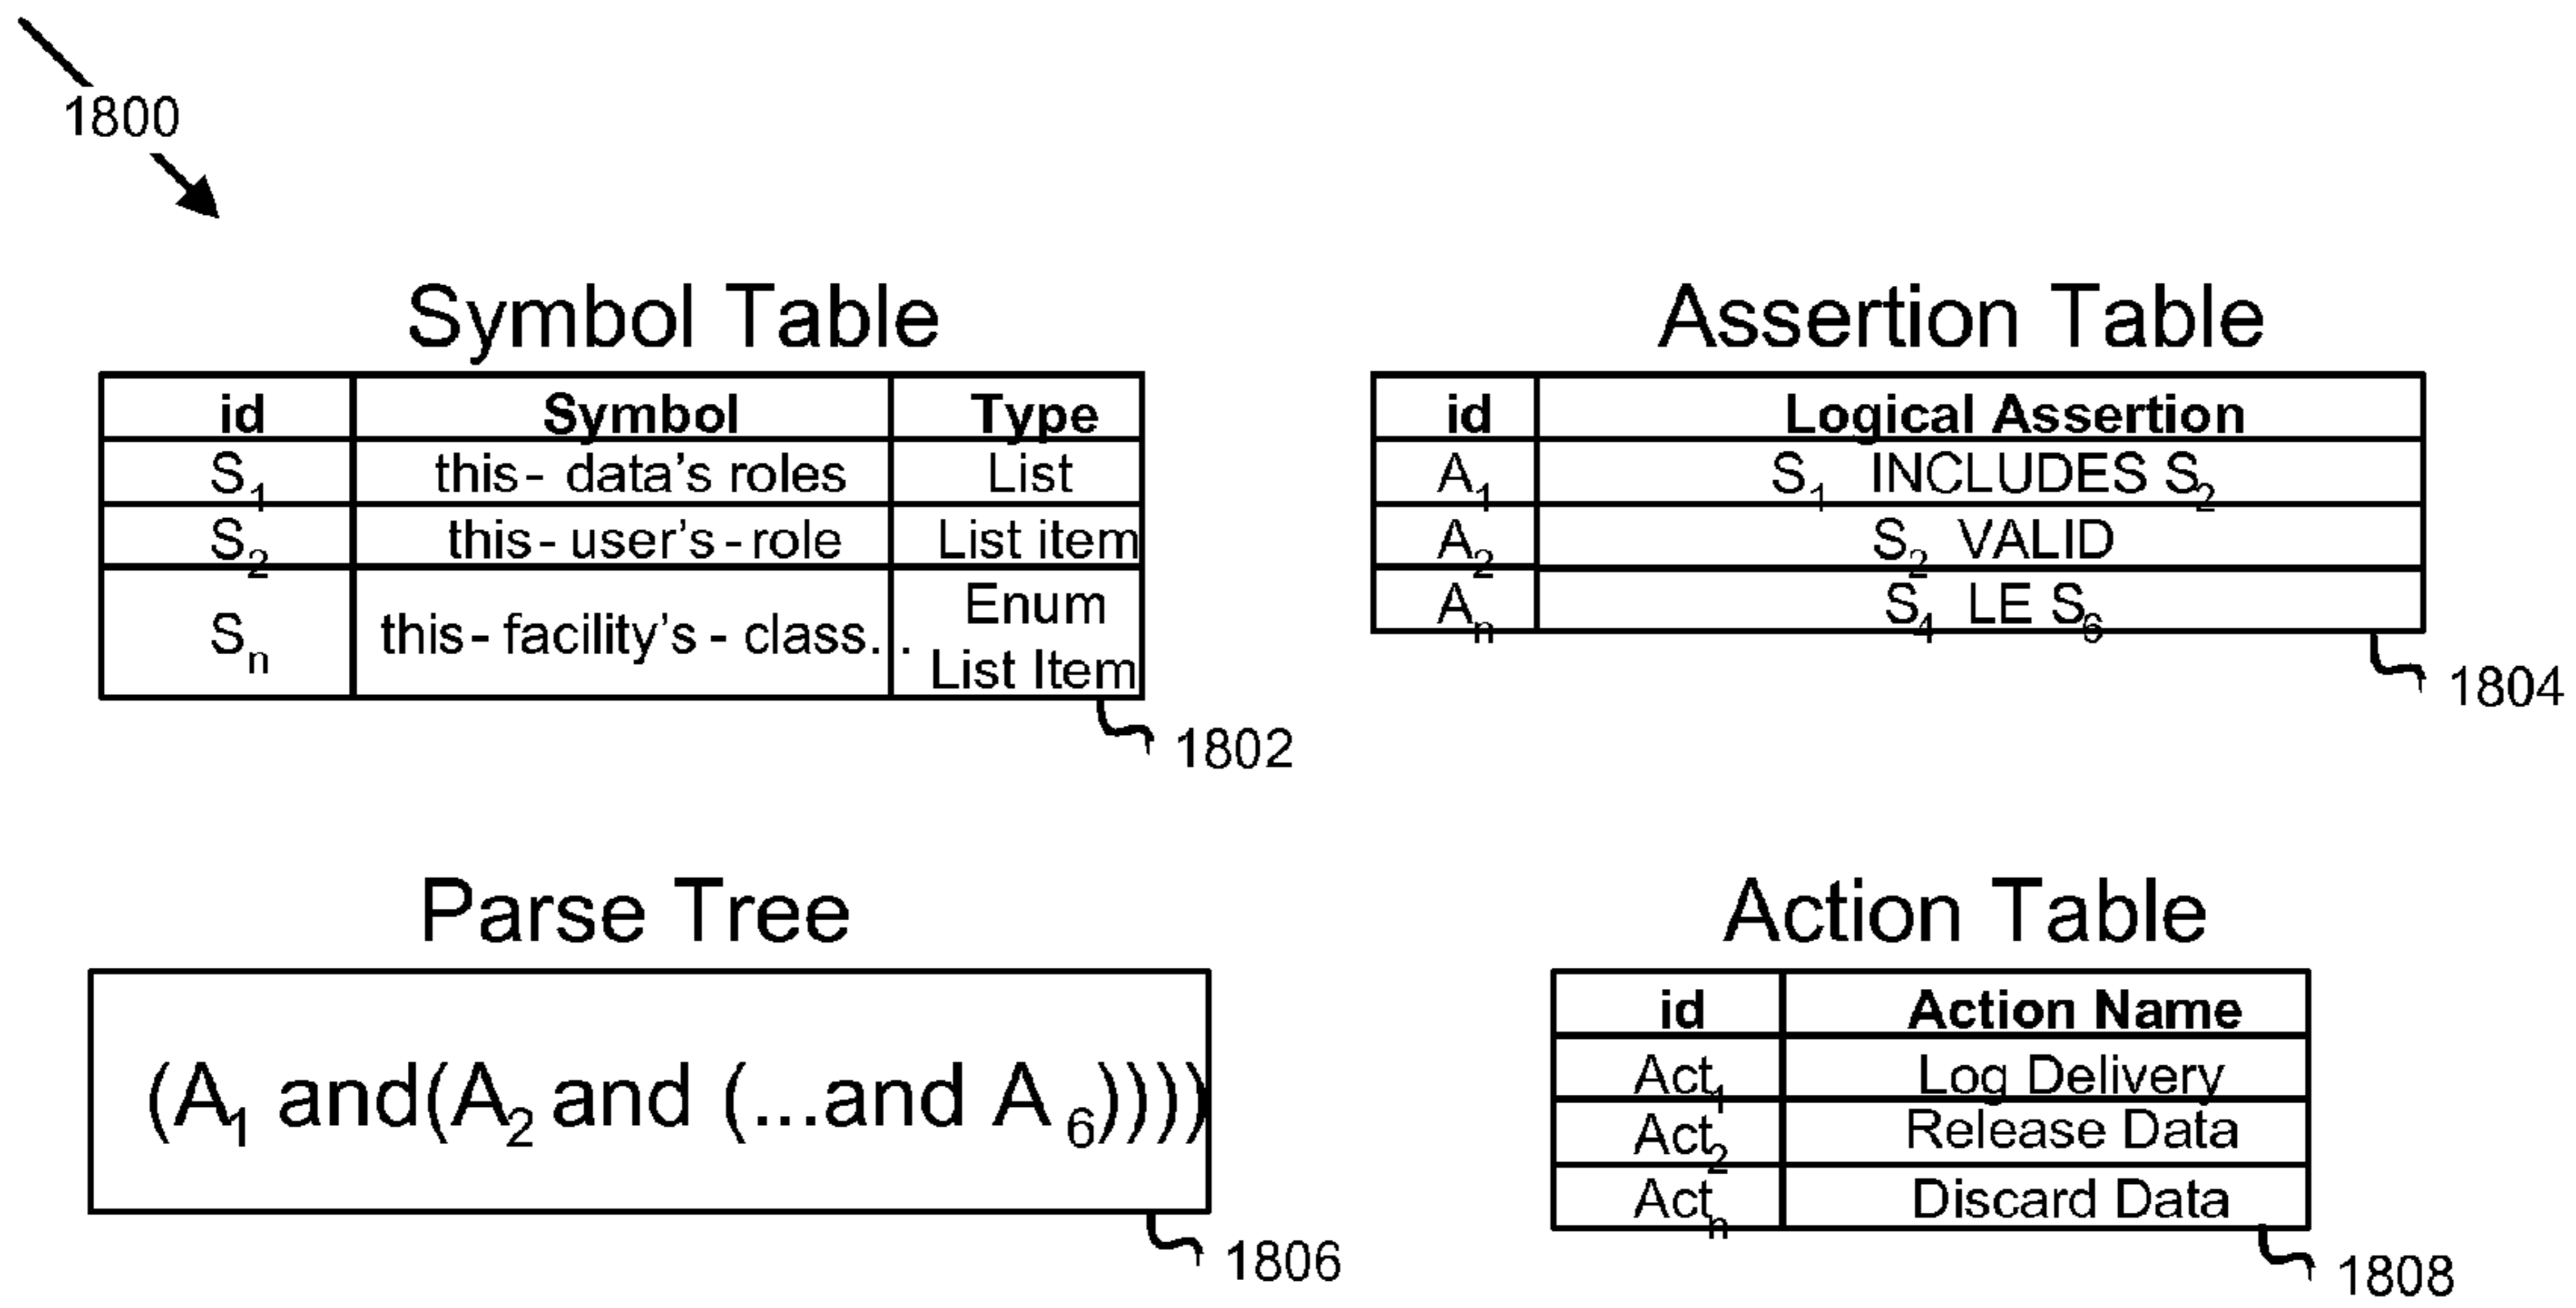 1800
Symbol Table
id Symbol Type
S1 this- data's roles List
S2 this- user's-role List item
Sn this- facility's- class... Enum List Item
1802
Assertion Table
id Logical Assertion
A1 S1 INCLUDES S2
A2 S2 VALID
An S4 LE S6
1804
Parse Tree
(A1 and(A2 and (...and A6))))
1806
Action Table
id Action Name
Act1 Log Delivery
Act2 Release Data
Actn Discard Data
1808